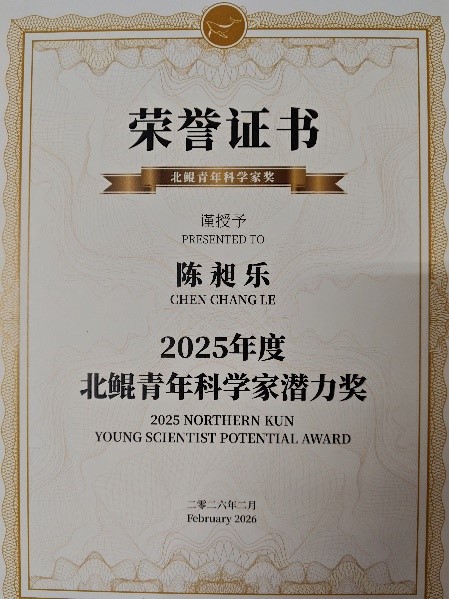 荣誉证书
北鲲青年科学家奖
谨授予
PRESENTED TO
陈昶乐
CHEN CHANG LE
2025年度
北鲲青年科学家潜力奖
2025 NORTHERN KUN
YOUNG SCIENTIST POTENTIAL AWARD
二零二六年二月
February 2026